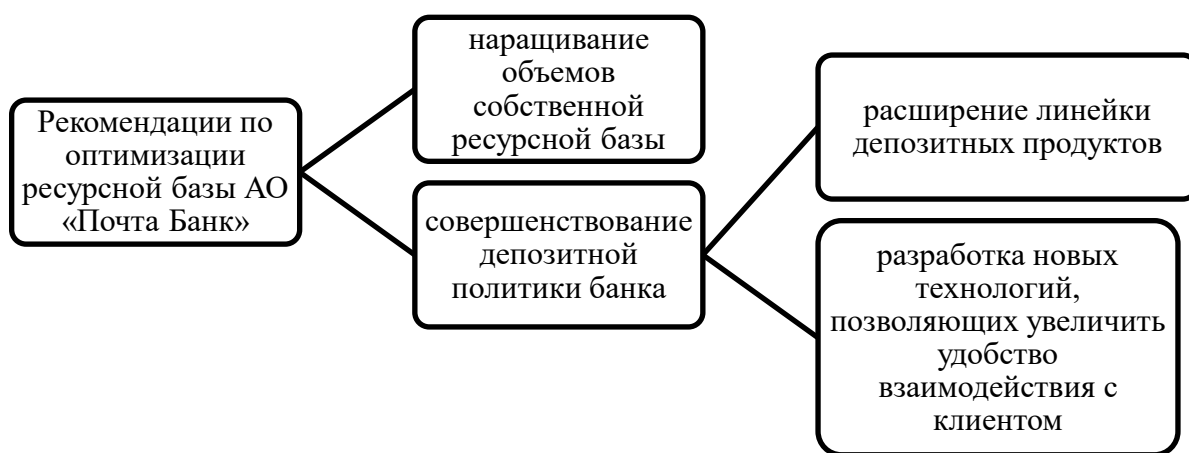 Рекомендации по
оптимизации
ресурсной базы АО
«Почта Банк»
наращивание
объемов
собственной
ресурсной базы
совершенствование
депозитной
политики банка
расширение линейки
депозитных продуктов
разработка новых
технологий,
позволяющих увеличить
удобство
взаимодействия с
клиентом